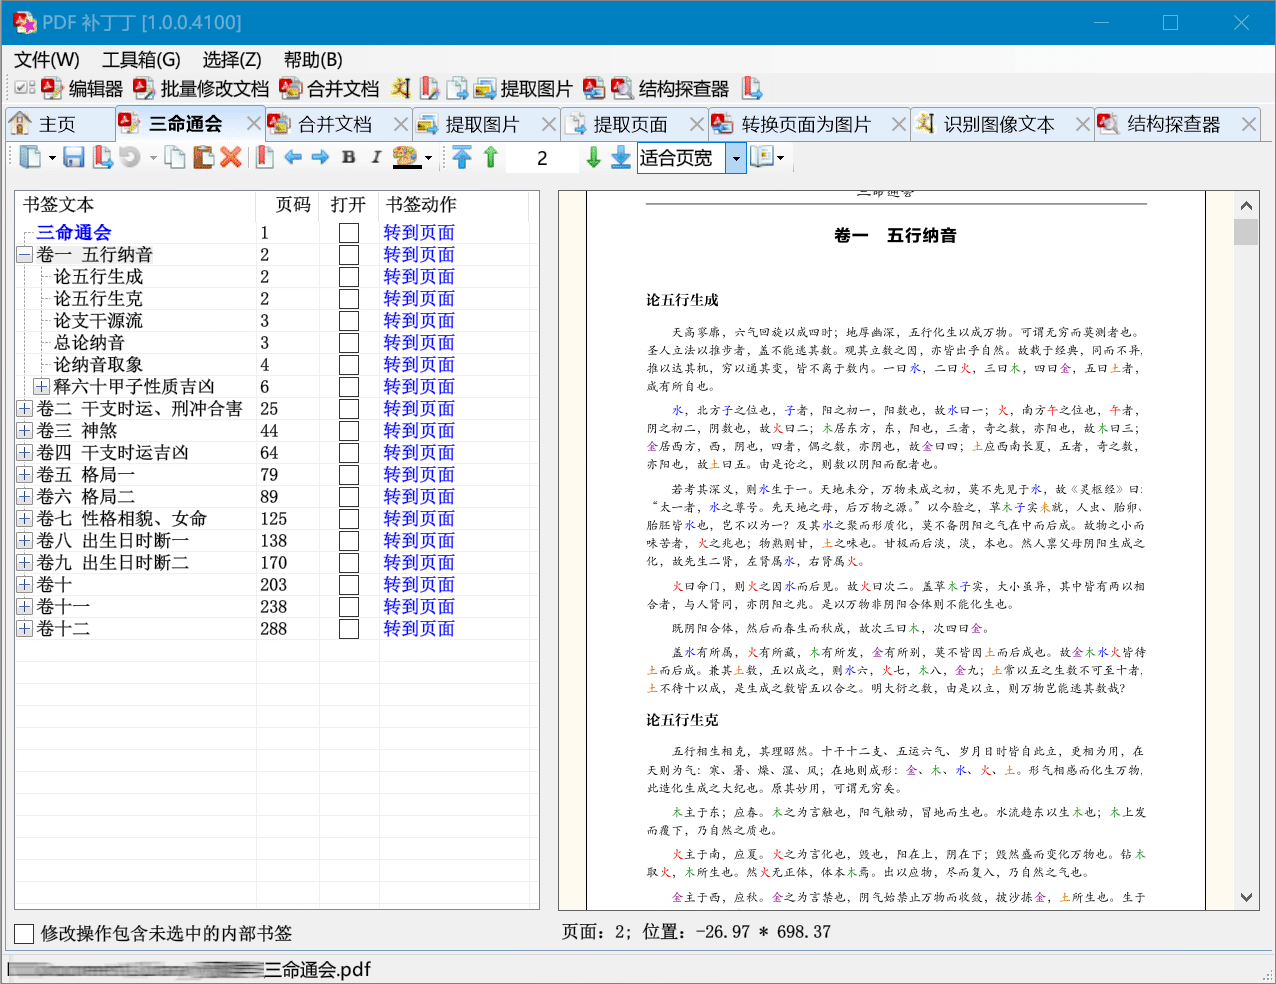 PDF 补丁丁 [1.0.0.4100]
文件(W) 工具箱(G) 选择(Z) 帮助(B)
编辑器 批量修改文档 合并文档 提取图片 结构探查器
主页 三命通会 合并文档 提取图片 提取页面 转换页面为图片 识别图像文本 结构探查器
B I 2 适合页宽
书签文本 页码 打开 书签动作
三命通会 1 转到页面
卷一 五行纳音 2 转到页面
论五行生成 2 转到页面
论五行生克 2 转到页面
论支干源流 3 转到页面
总论纳音 3 转到页面
论纳音取象 4 转到页面
释六十甲子性质吉凶 6 转到页面
卷二 干支时运、刑冲合害 25 转到页面
卷三 神煞 44 转到页面
卷四 干支时运吉凶 64 转到页面
卷五 格局一 79 转到页面
卷六 格局二 89 转到页面
卷七 性格相貌、女命 125 转到页面
卷八 出生日时断一 138 转到页面
卷九 出生日时断二 170 转到页面
卷十 203 转到页面
卷十一 238 转到页面
卷十二 288 转到页面
修改操作包含未选中的内部书签
三命通会
卷一 五行纳音
论五行生成
天高寥廓，六气回旋以成四时；地厚幽深，五行化生以成万物。可谓无穷而莫测者也。
圣人立法以推步者，盖不能逃其数。观其立数之因，亦皆出乎自然。故载于经典，同而不异，
推以达其机，穷以通其变，皆不离于数内。一曰水，二曰火，三曰木，四曰金，五曰土者，
咸有所自也。
水，北方子之位也，子者，阳之初一，阳数也，故水曰一；火，南方午之位也，午者，
阴之初二，阴数也，故火曰二；木居东方，东，阳也，三者，奇之数，亦阳也，故木曰三；
金居西方，西，阴也，四者，偶之数，亦阴也，故金曰四；土应西南长夏，五者，奇之数，
亦阳也，故土曰五。由是论之，则数以阴阳而配者也。
若考其深义，则水生于一。天地未分，万物未成之初，莫不先见于水，故《灵枢经》曰：
“太一者，水之尊号。先天地之母，后万物之源。”以今验之，草木子实未就，人虫、胎卵、
胎胚皆水也，岂不以为一？及其水之聚而形质化，莫不备阴阳之气在中而后成。故物之小而
味苦者，火之兆也；物熟则甘，土之味也。甘极而后淡，淡，本也。然人禀父母阴阳生成之
化，故先生二肾，左肾属水，右肾属火。
火曰命门，则火之因水而后见。故火曰次二。盖草木子实，大小虽异，其中皆有两以相
合者，与人肾同，亦阴阳之兆。是以万物非阴阳合体则不能化生也。
既阴阳合体，然后而春生而秋成，故次三曰木，次四曰金。
盖水有所属，火有所藏，木有所发，金有所别，莫不皆因土而后成也。故金木水火皆待
土而后成。兼其土数，五以成之，则水六，火七，木八，金九；土常以五之生数不可至十者，
土不待十以成，是生成之数皆五以合之。明大衍之数，由是以立，则万物岂能逃其数哉？
论五行生克
五行相生相克，其理昭然。十干十二支、五运六气、岁月日时皆自此立，更相为用，在
天则为气：寒、暑、燥、湿、风；在地则成形：金、木、水、火、土。形气相感而化生万物，
此造化生成之大纪也。原其妙用，可谓无穷矣。
木主于东；应春。木之为言触也，阳气触动，冒地而生也。水流趋东以生木也；木上发
而覆下，乃自然之质也。
火主于南，应夏。火之为言化也，毁也，阳在上，阴在下；毁然盛而变化万物也。钻木
取火，木所生也。然火无正体，体本木焉。出以应物，尽而复入，乃自然之气也。
金主于西，应秋。金之为言禁也，阴气始禁止万物而收敛，披沙拣金，土所生也。生于
页面：2；位置：-26.97 * 698.37
三命通会.pdf